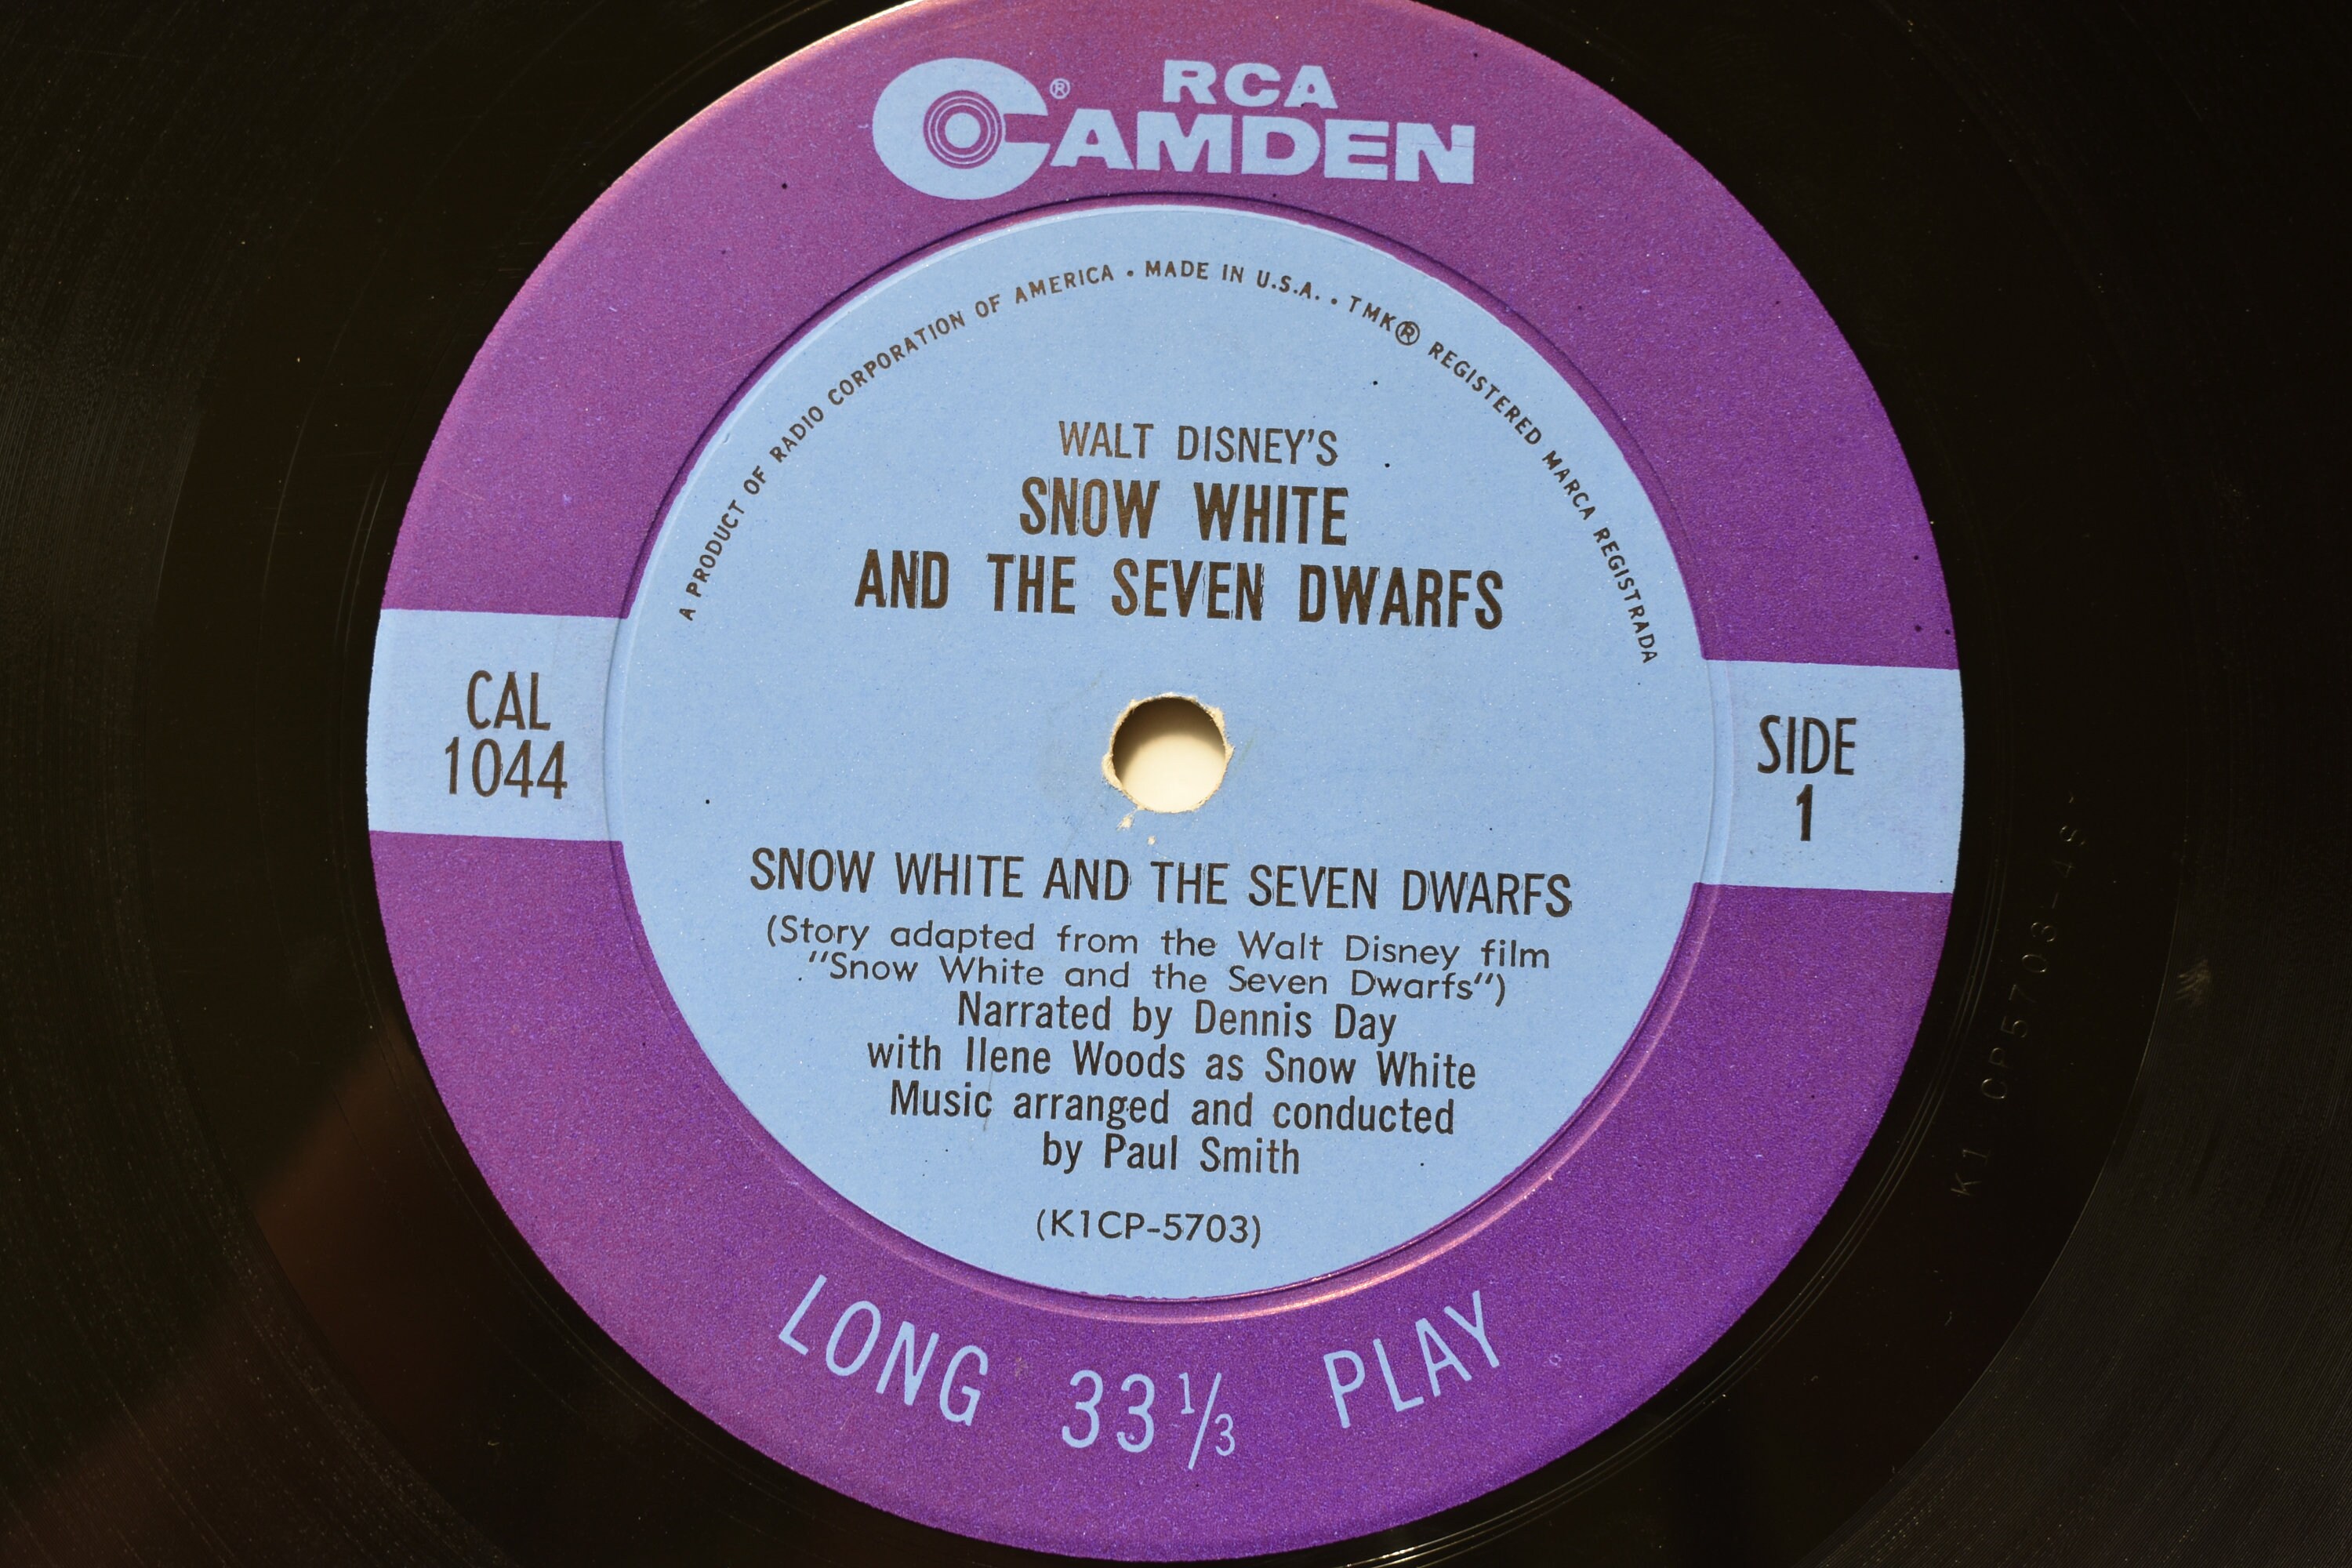 RCA
CAMDEN ®
A PRODUCT OF RADIO CORPORATION OF AMERICA • MADE IN U.S.A. • TMK ® REGISTERED MARCA REGISTRADA
WALT DISNEY'S
SNOW WHITE
AND THE SEVEN DWARFS
CAL
1044
SIDE
1
SNOW WHITE AND THE SEVEN DWARFS
(Story adapted from the Walt Disney film
"Snow White and the Seven Dwarfs")
Narrated by Dennis Day
with Ilene Woods as Snow White
Music arranged and conducted
by Paul Smith
(K1CP-5703)
LONG 33 1/3 PLAY